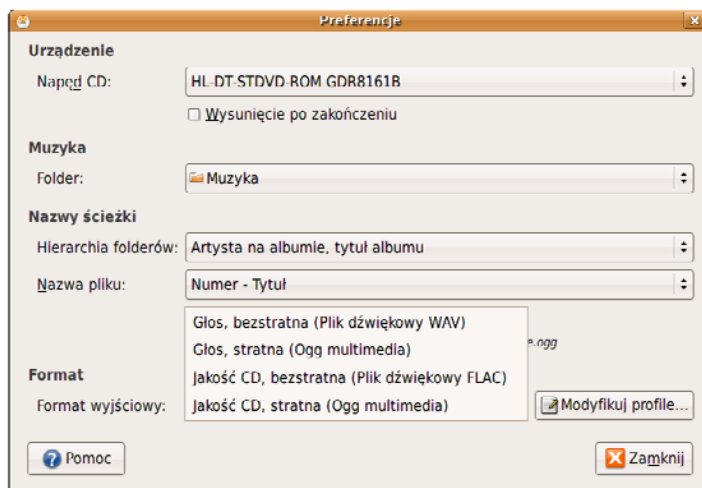 Preferencje
Urządzenie
Napęd CD:
HL-DT-STDVD-ROM GDR8161B
Wysunięcie po zakończeniu
Muzyka
Folder:
Muzyka
Nazwy ścieżki
Hierarchia folderów:
Artysta na albumie, tytuł albumu
Nazwa pliku:
Numer - Tytuł
Głos, bezstratna (Plik dźwiękowy WAV)
e.ogg
Głos, stratna (Ogg multimedia)
Format
Jakość CD, bezstratna (Plik dźwiękowy FLAC)
Format wyjściowy:
Jakość CD, stratna (Ogg multimedia)
Modyfikuj profile...
Pomoc
Zamknij